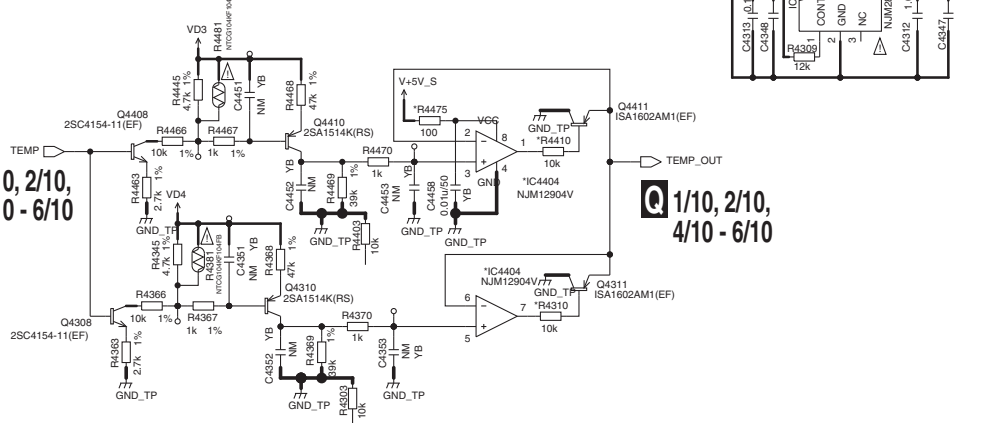 VD3
R4481
NTCG104KF104
R4445
4.7k 1%
C4451
NM YB
R4468
47k 1%
Q4408
2SC4154-11(EF)
R4466
10k 1%
R4467
1k 1%
Q4410
2SA1514K(RS)
TEMP
R4463
2.7k 1%
GND_TP
YB
C4452
NM
R4469
39k 1%
R4470
1k
GND_TP
R4403
10k
C4453
NM YB
GND_TP
V+5V_S
*R4475
100
C4458
0.01u/50
YB
GND_TP
VCC
2
8
3
1
4
GND
*IC4404
NJM12904V
GND_TP
*R4410
10k
Q4411
ISA1602AM1(EF)
TEMP_OUT
0, 2/10,
0 - 6/10
Q 1/10, 2/10,
4/10 - 6/10
VD4
R4345
4.7k 1%
R4381
NTCG104KF104FB
C4351
NM YB
R4368
47k 1%
Q4308
2SC4154-11(EF)
R4366
10k 1%
R4367
1k 1%
Q4310
2SA1514K(RS)
R4363
2.7k 1%
GND_TP
YB
C4352
NM
R4369
39k 1%
R4370
1k
GND_TP
R4303
10k
C4353
NM YB
GND_TP
*IC4404
NJM12904V
6
5
7
GND_TP
*R4310
10k
Q4311
ISA1602AM1(EF)
C4313
C4348
R4309
12k
CONT
GND
NC
1
2
3
C4312
C4347